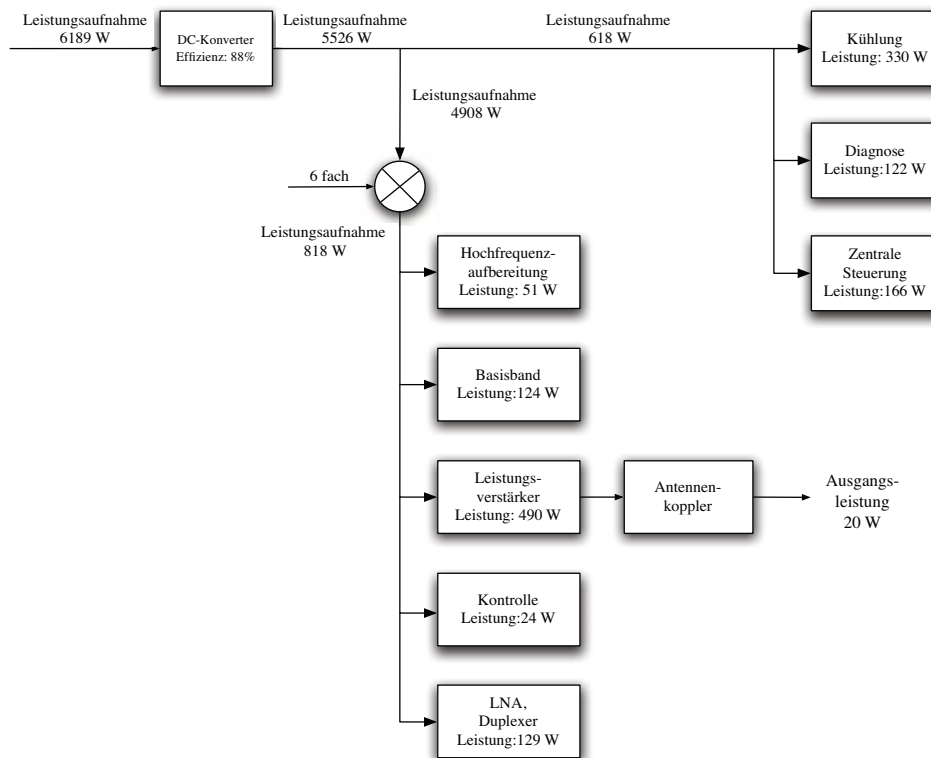 Leistungsaufnahme
6189 W
DC-Konverter
Effizienz: 88%
Leistungsaufnahme
5526 W
Leistungsaufnahme
618 W
Kühlung
Leistung: 330 W
Leistungsaufnahme
4908 W
Diagnose
Leistung:122 W
6 fach
Leistungsaufnahme
818 W
Zentrale
Steuerung
Leistung:166 W
Hochfrequenz-
aufbereitung
Leistung: 51 W
Basisband
Leistung:124 W
Leistungs-
verstärker
Leistung: 490 W
Antennen-
koppler
Ausgangs-
leistung
20 W
Kontrolle
Leistung:24 W
LNA,
Duplexer
Leistung:129 W